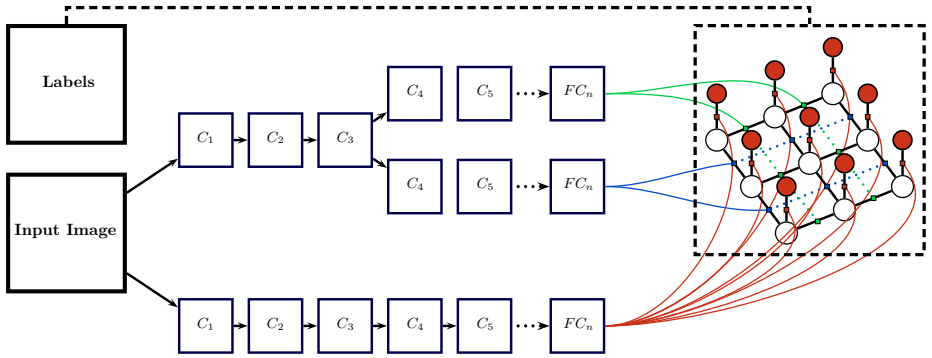 Labels
C₄ C₅ FCₙ
C₁ C₂ C₃
C₄ C₅ FCₙ
Input Image
C₁ C₂ C₃ C₄ C₅ FCₙ